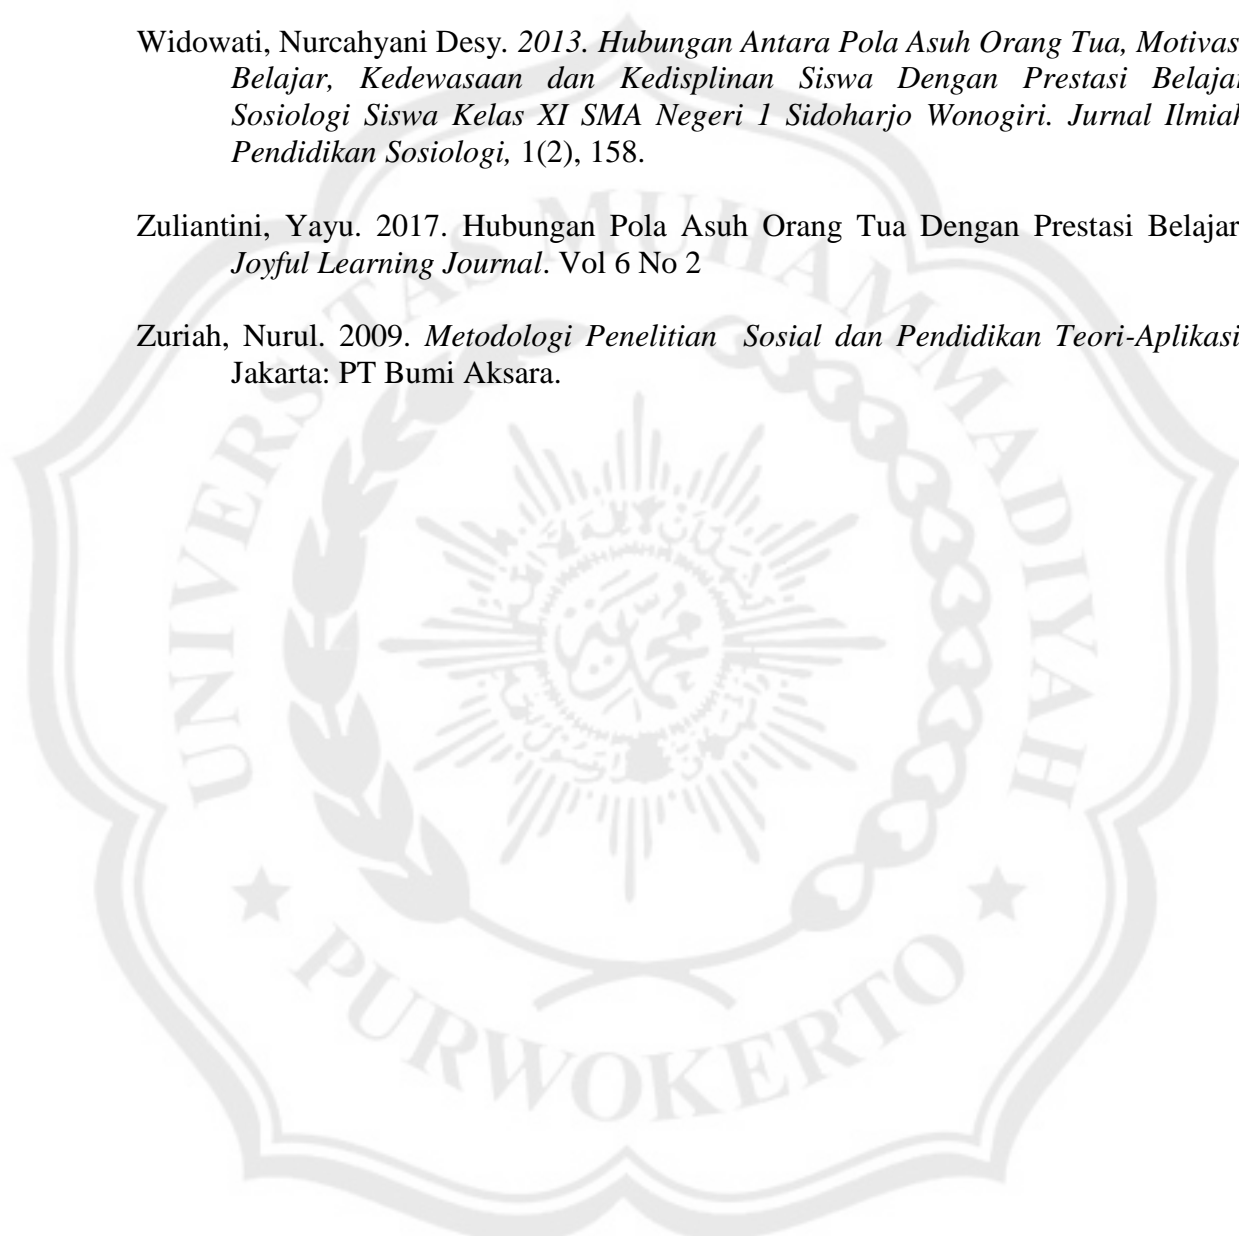 Widowati, Nurcahyani Desy. 2013. Hubungan Antara Pola Asuh Orang Tua, Motivas
Belajar, Kedewasaan dan Kedisplinan Siswa Dengan Prestasi Belajar
Sosiologi Siswa Kelas XI SMA Negeri 1 Sidoharjo Wonogiri. Jurnal Ilmiah
Pendidikan Sosiologi, 1(2), 158.
Zuliantini, Yayu. 2017. Hubungan Pola Asuh Orang Tua Dengan Prestasi Belajar
Joyful Learning Journal. Vol 6 No 2
Zuriah, Nurul. 2009. Metodologi Penelitian Sosial dan Pendidikan Teori-Aplikasi
Jakarta: PT Bumi Aksara.
UNIVERSITAS MUHAMMADIYAH
PURWOKERTO